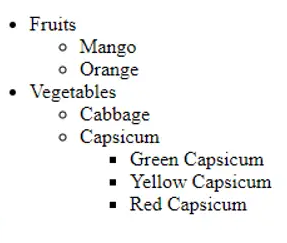 Fruits
Mango
Orange
Vegetables
Cabbage
Capsicum
Green Capsicum
Yellow Capsicum
Red Capsicum